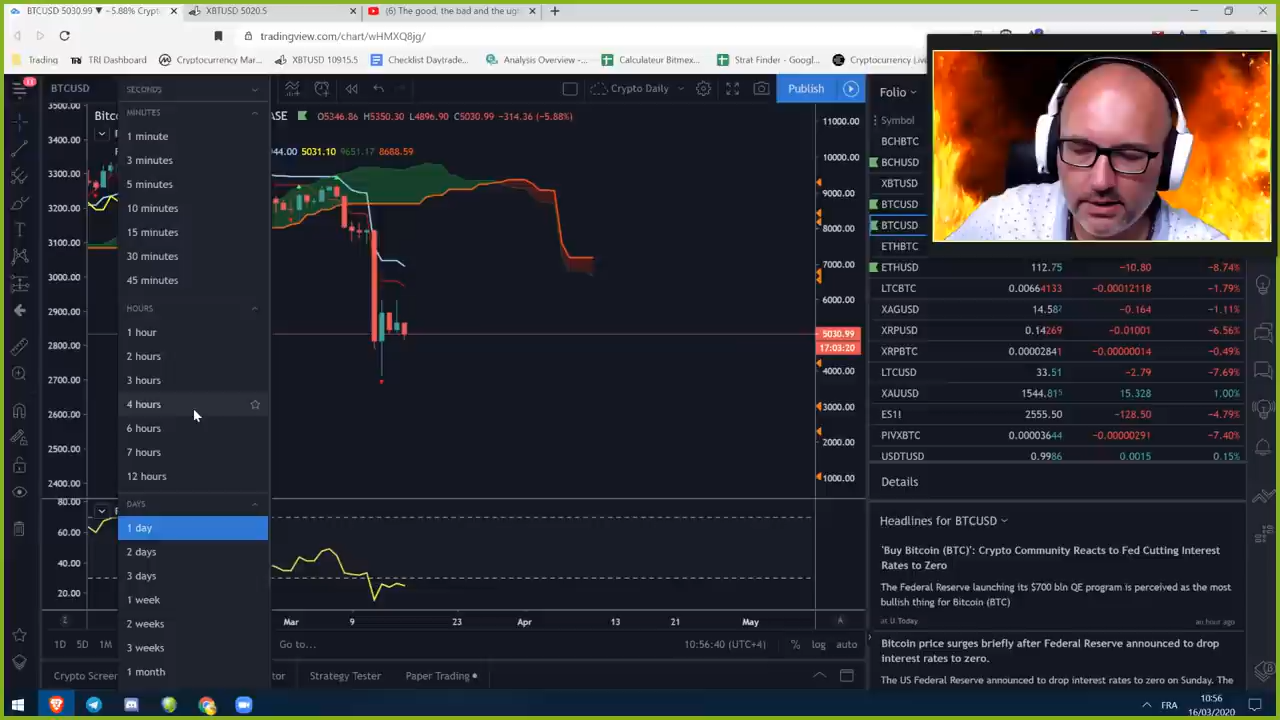 BTCUSD 5030.99 ▼ −5.88% Crypt
XBTUSD 5020.5
(6) The good, the bad and the ug
tradingview.com/chart/wHMXQ8jg/
Trading
TRI Dashboard
Cryptocurrency Mar...
XBTUSD 10915.5
Checklist Defidayt...
Analysis Overview -...
Calculateur Bitmex...
Strat Finder - Googl...
Cryptocurrency Liv
11
BTCUSD
SECONDS
Crypto Daily
Publish
Folio
MINUTES
1 minute
3 minutes
5 minutes
10 minutes
15 minutes
30 minutes
45 minutes
HOURS
1 hour
2 hours
3 hours
4 hours
6 hours
7 hours
12 hours
DAYS
1 day
2 days
3 days
1 week
2 weeks
3 weeks
1 month
3500.00
3400.00
3300.00
3200.00
3100.00
3000.00
2900.00
2800.00
2700.00
2600.00
2500.00
2400.00
80.00
60.00
40.00
20.00
Bitc
ASE O5346.86 H5350.30 L4896.90 C5030.99 −314.36 (−5.88%)
044.00 5031.10 9651.17 8688.59
11000.00
10000.00
9000.00
8000.00
7000.00
6000.00
5030.99
17:03:20
4000.00
3000.00
2000.00
1000.00
Mar 9 23 Apr 13 21 May
Z
A
1D 5D 1M
Go to...
10:56:40 (UTC+4)
% log auto
Crypto Screen
tor
Strategy Tester
Paper Trading
Symbol
BCHBTC
BCHUSD
XBTUSD
BTCUSD
BTCUSD
ETHBTC
ETHUSD 112.75 −10.80 −8.74%
LTCBTC 0.00664133 −0.00012118 −1.79%
XAGUSD 14.582 −0.164 −1.11%
XRPUSD 0.14269 −0.01001 −6.56%
XRPBTC 0.00002841 −0.00000014 −0.49%
LTCUSD 33.51 −2.79 −7.69%
XAUUSD 1544.815 15.328 1.00%
ES1! 2555.50 −128.50 −4.79%
PIVXBTC 0.00003644 −0.00000291 −7.40%
USDTUSD 0.9986 0.0015 0.15%
Details
Headlines for BTCUSD
'Buy Bitcoin (BTC)': Crypto Community Reacts to Fed Cutting Interest
Rates to Zero
The Federal Reserve launching its $700 bln QE program is perceived as the most
bullish thing for Bitcoin (BTC)
at U.Today
an hour ago
Bitcoin price surges briefly after Federal Reserve announced to drop
interest rates to zero.
The US Federal Reserve announced to drop interest rates to zero on Sunday. The
FRA
10:56
16/03/2020